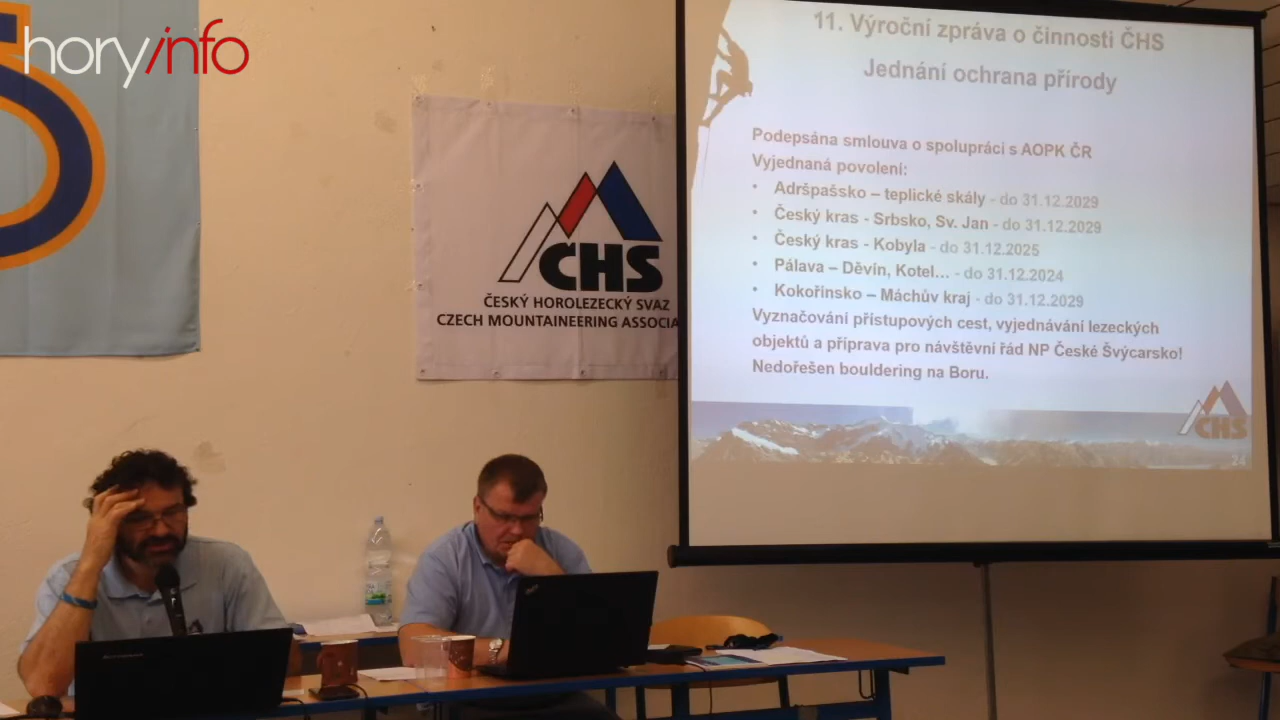 hory/info
ČHS
ČESKÝ HOROLEZECKÝ SVAZ
CZECH MOUNTAINEERING ASSOCIA
11. Výroční zpráva o činnosti ČHS
Jednání ochrana přírody
Podepsána smlouva o spolupráci s AOPK ČR
Vyjednaná povolení:
• Adršpašsko – teplické skály - do 31.12.2029
• Český kras - Srbsko, Sv. Jan - do 31.12.2029
• Český kras - Kobyla - do 31.12.2025
• Pálava – Děvín, Kotel... - do 31.12.2024
• Kokořínsko – Máchův kraj - do 31.12.2029
Vyznačování přístupových cest, vyjednávání lezeckých
objektů a příprava pro návštěvní řád NP České Švýcarsko!
Nedořešen bouldering na Boru.
ČHS
24